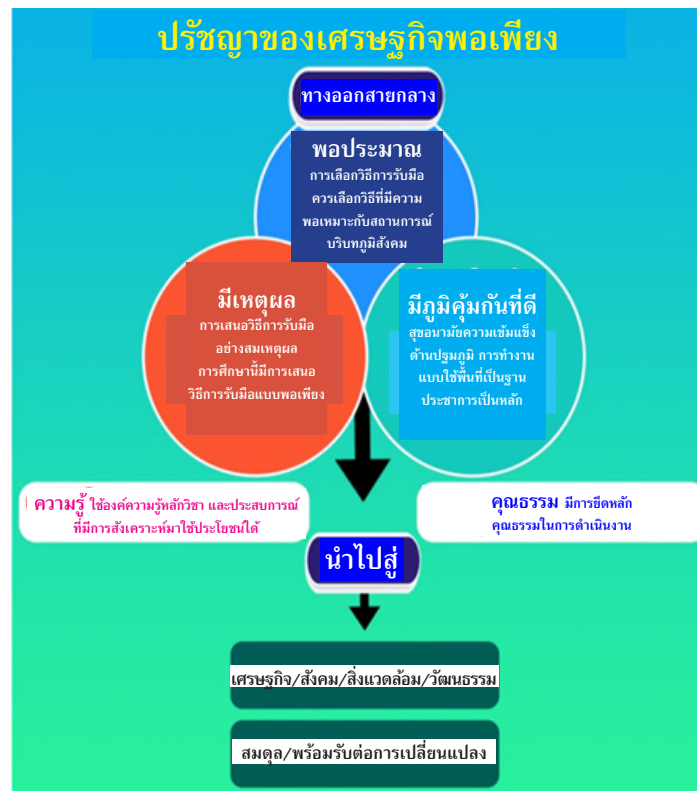 ปรัชญาของเศรษฐกิจพอเพียง
ทางออกสายกลาง
พอประมาณ
การเลือกวิธีการรับมือ
ควรเลือกวิธีที่มีความ
พอเหมาะกับสถานการณ์
บริบทภูมิสังคม
มีเหตุผล
การเสนอวิธีการรับมือ
อย่างสมเหตุผล
การศึกษานี้มีการเสนอ
วิธีการรับมือแบบพอเพียง
มีภูมิคุ้มกันที่ดี
สุขอนามัยความเข้มแข็ง
ด้านปฐมภูมิ การทำงาน
แบบใช้พื้นที่เป็นฐาน
ประชาการเป็นหลัก
ความรู้ ใช้องค์ความรู้หลักวิชา และประสบการณ์
ที่มีการสังเคราะห์มาใช้ประโยชน์ได้
คุณธรรม มีการยึดหลัก
คุณธรรมในการดำเนินงาน
นำไปสู่
เศรษฐกิจ/สังคม/สิ่งแวดล้อม/วัฒนธรรม
สมดุล/พร้อมรับต่อการเปลี่ยนแปลง